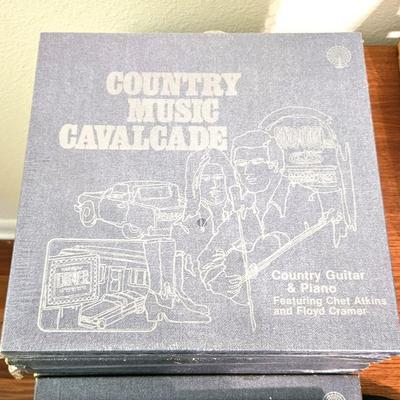 COUNTRY
MUSIC
CAVALCADE
Country Guitar
& Piano
Featuring Chet Atkins
and Floyd Cramer